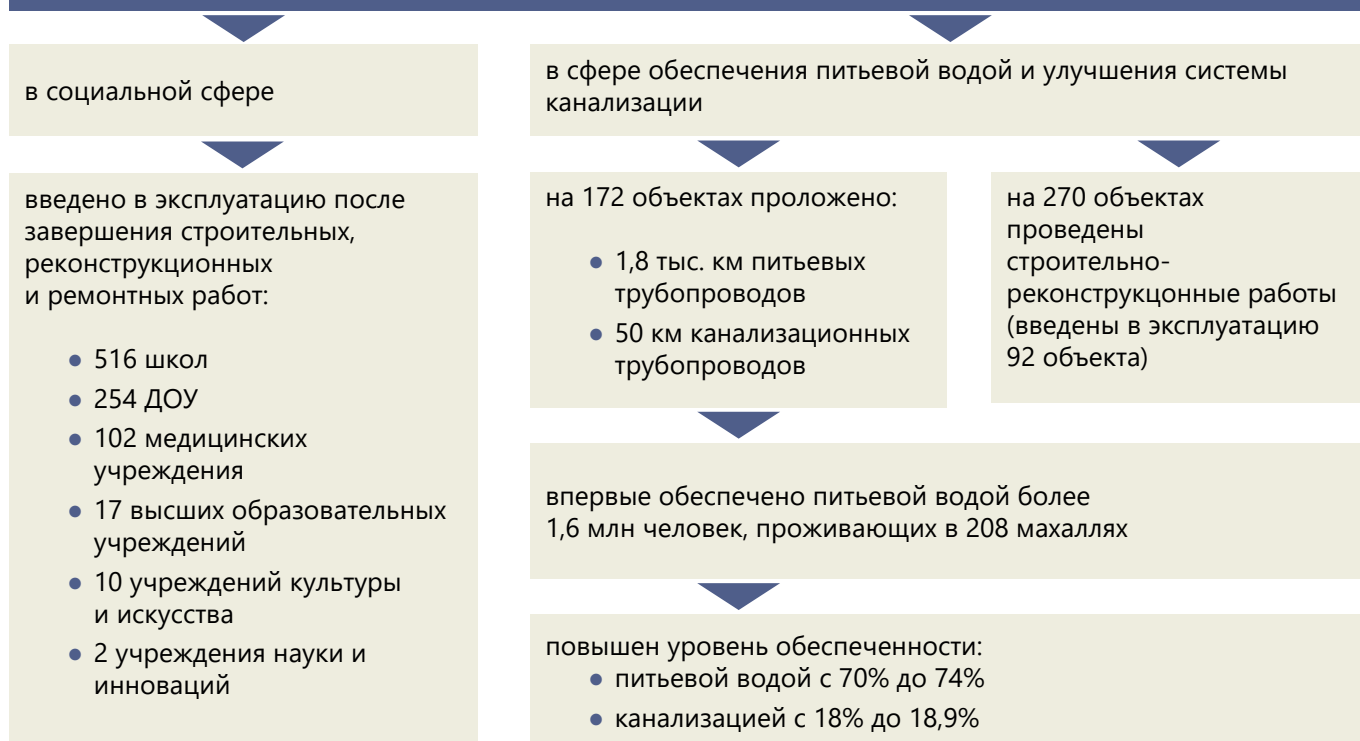 в социальной сфере
введено в эксплуатацию после
завершения строительных,
реконструкционных
и ремонтных работ:
● 516 школ
● 254 ДОУ
● 102 медицинских
учреждения
● 17 высших образовательных
учреждений
● 10 учреждений культуры
и искусства
● 2 учреждения науки и
инноваций
в сфере обеспечения питьевой водой и улучшения системы
канализации
на 172 объектах проложено:
● 1,8 тыс. км питьевых
трубопроводов
● 50 км канализационных
трубопроводов
на 270 объектах
проведены
строительно-
реконструкцонные работы
(введены в эксплуатацию
92 объекта)
впервые обеспечено питьевой водой более
1,6 млн человек, проживающих в 208 махаллях
повышен уровень обеспеченности:
● питьевой водой с 70% до 74%
● канализацией с 18% до 18,9%